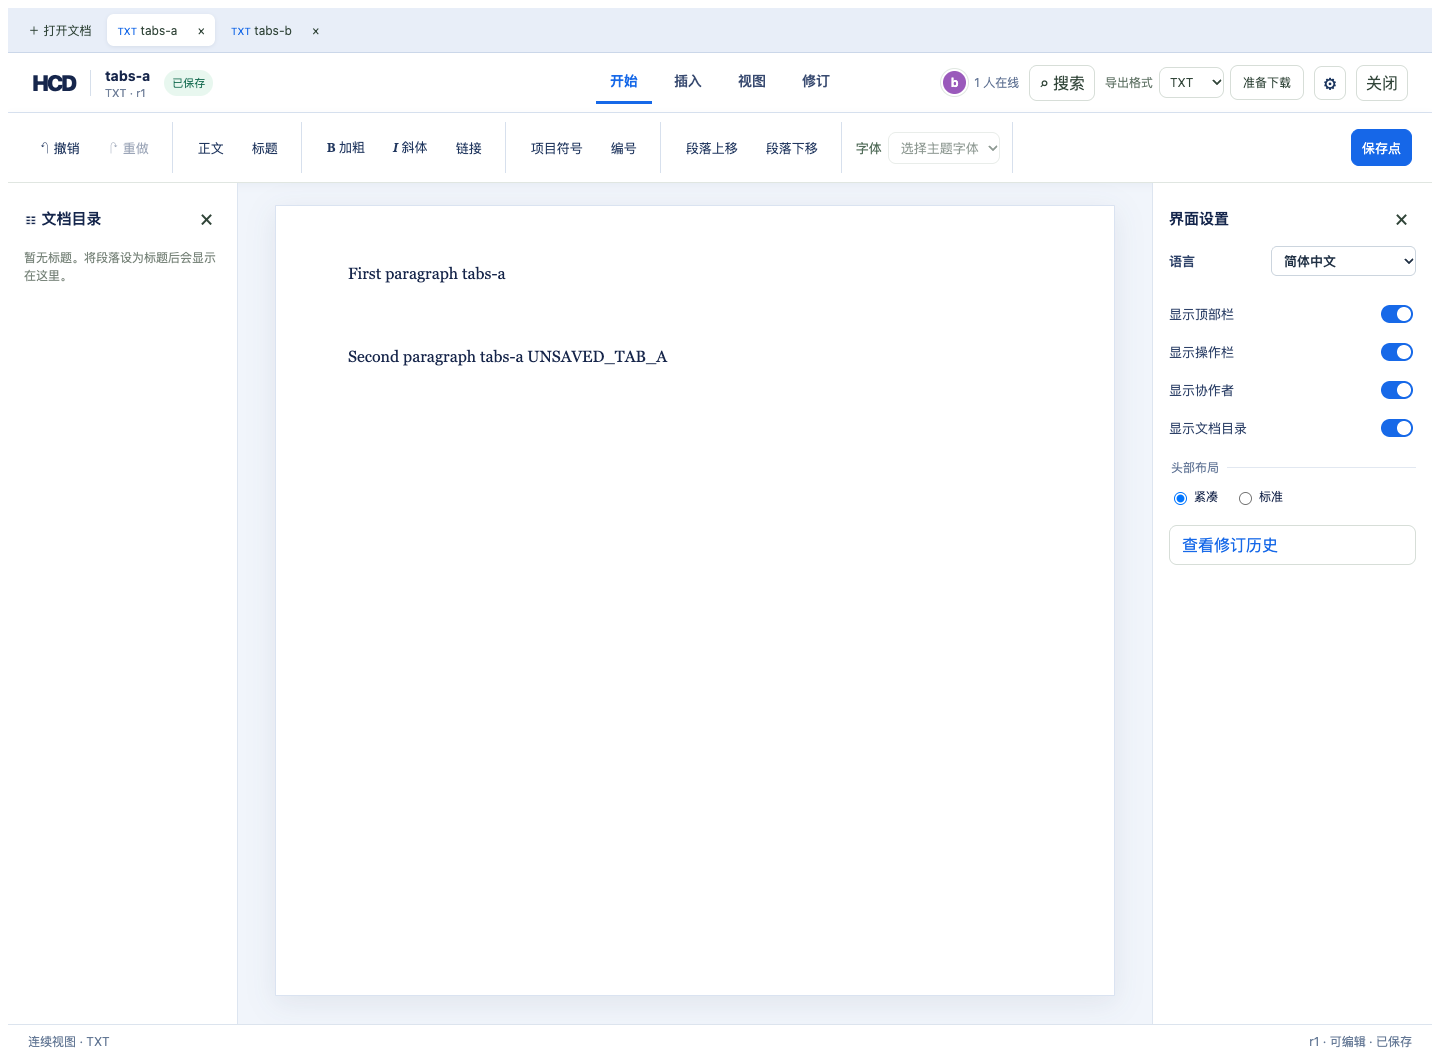 + 打开文档 TXT tabs-a × TXT tabs-b ×
HCD tabs-a TXT · r1 已保存 开始 插入 视图 修订 b 1 人在线 搜索 导出格式 TXT 准备下载 关闭
撤销 重做 正文 标题 B 加粗 I 斜体 链接 项目符号 编号 段落上移 段落下移 字体 选择主题字体 保存点
文档目录 ×
暂无标题。将段落设为标题后会显示
在这里。
First paragraph tabs-a
Second paragraph tabs-a UNSAVED_TAB_A
界面设置 ×
语言 简体中文
显示顶部栏
显示操作栏
显示协作者
显示文档目录
头部布局
紧凑 标准
查看修订历史
连续视图 · TXT r1 · 可编辑 · 已保存